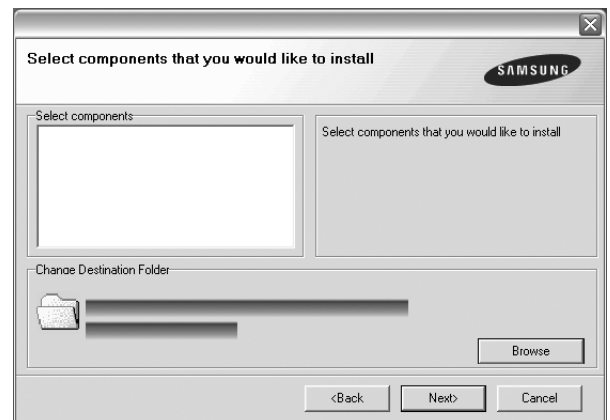 Select components that you would like to install
SAMSUNG
Select components
Select components that you would like to install
Change Destination Folder
Browse
<Back
Next>
Cancel